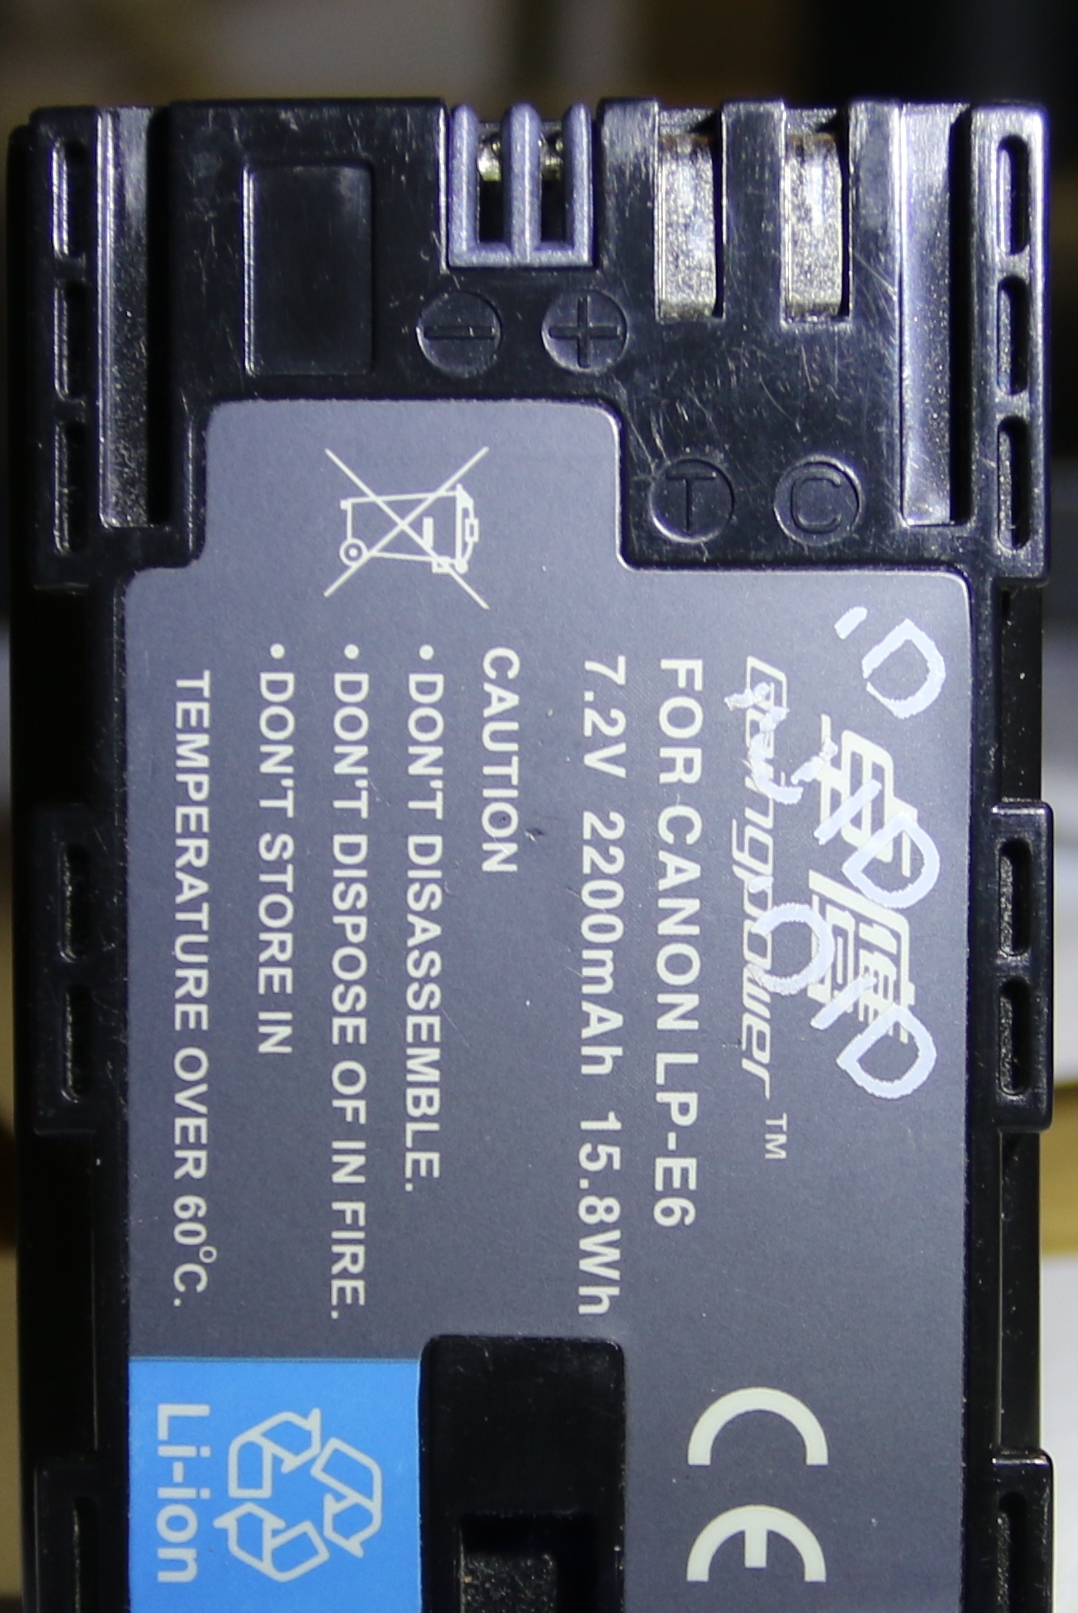 TM
FOR CANON LP-E6
7.2V 2200mAh 15.8Wh
CAUTION
•DON'T DISASSEMBLE.
•DON'T DISPOSE OF IN FIRE.
•DON'T STORE IN
TEMPERATURE OVER 60°C.
CE
Li-ion
− +
T C